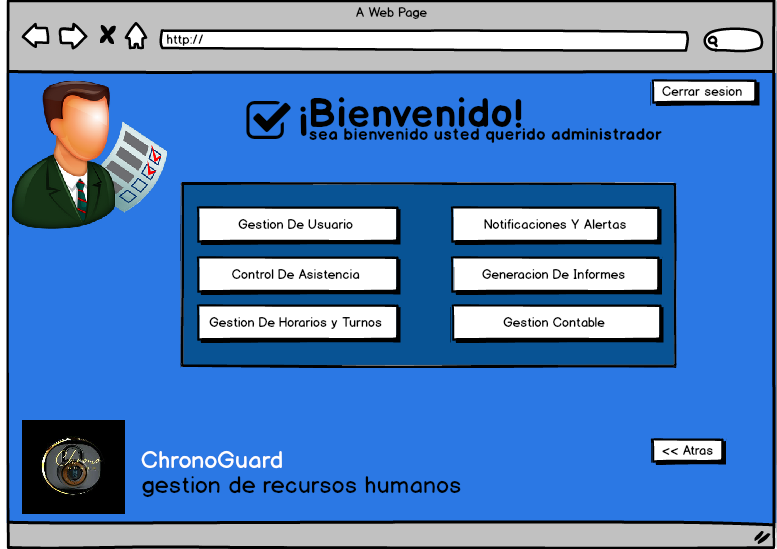 A Web Page
http://
Cerrar sesion
¡Bienvenido!
sea bienvenido usted querido administrador
Gestion De Usuario
Notificaciones Y Alertas
Control De Asistencia
Generacion De Informes
Gestion De Horarios y Turnos
Gestion Contable
Chrono
ChronoGuard
gestion de recursos humanos
<< Atras